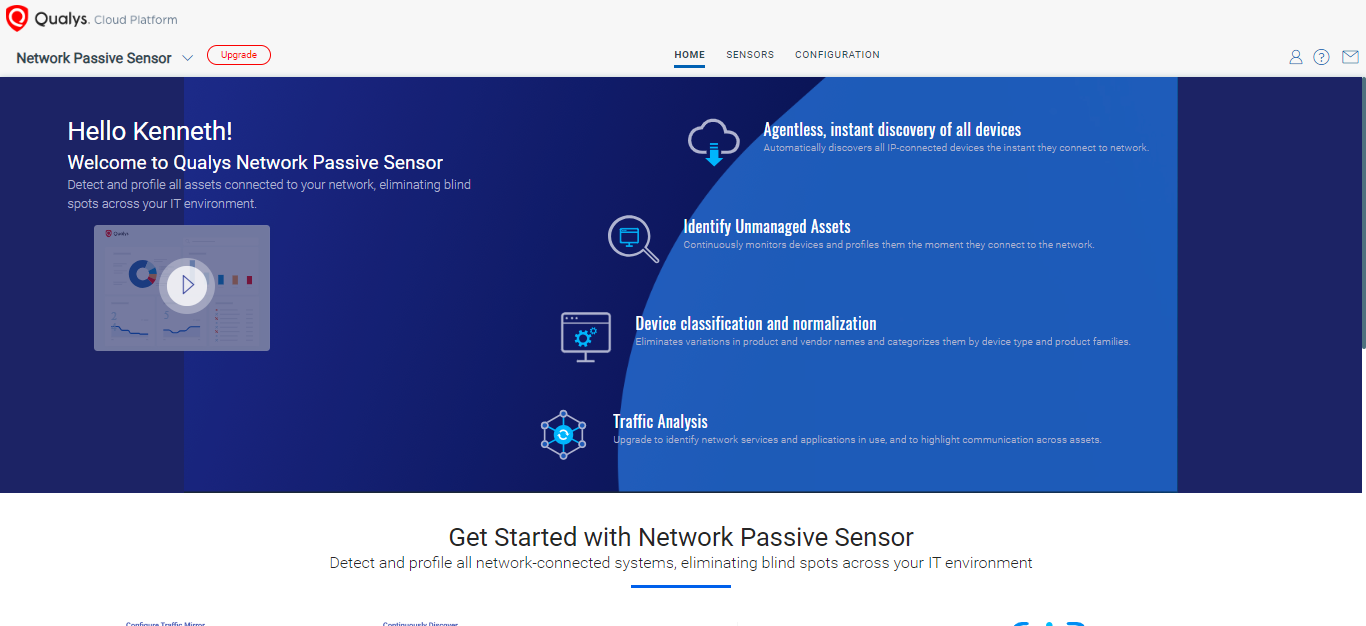 Qualys. Cloud Platform
Network Passive Sensor
Upgrade
HOME SENSORS CONFIGURATION
Hello Kenneth!
Welcome to Qualys Network Passive Sensor
Detect and profile all assets connected to your network, eliminating blind
spots across your IT environment.
Qualys
Agentless, instant discovery of all devices
Automatically discovers all IP-connected devices the instant they connect to network.
Identify Unmanaged Assets
Continuously monitors devices and profiles them the moment they connect to the network.
Device classification and normalization
Eliminates variations in product and vendor names and categorizes them by device type and product families.
Traffic Analysis
Upgrade to identify network services and applications in use, and to highlight communication across assets.
Get Started with Network Passive Sensor
Detect and profile all network-connected systems, eliminating blind spots across your IT environment
Configure Traffic Mirror
Continuously Discover